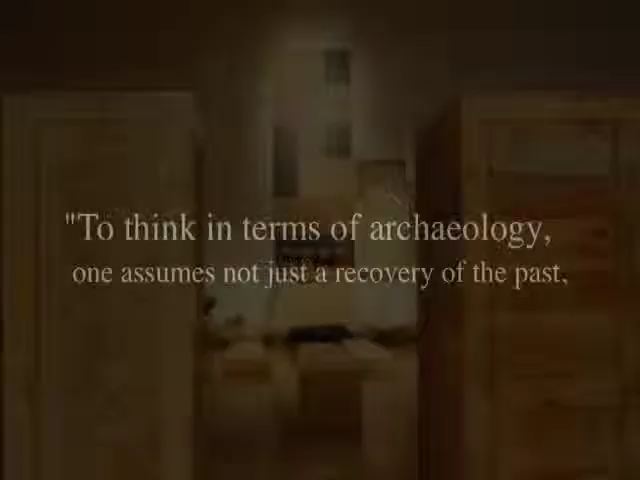 "To think in terms of archaeology,
one assumes not just a recovery of the past,